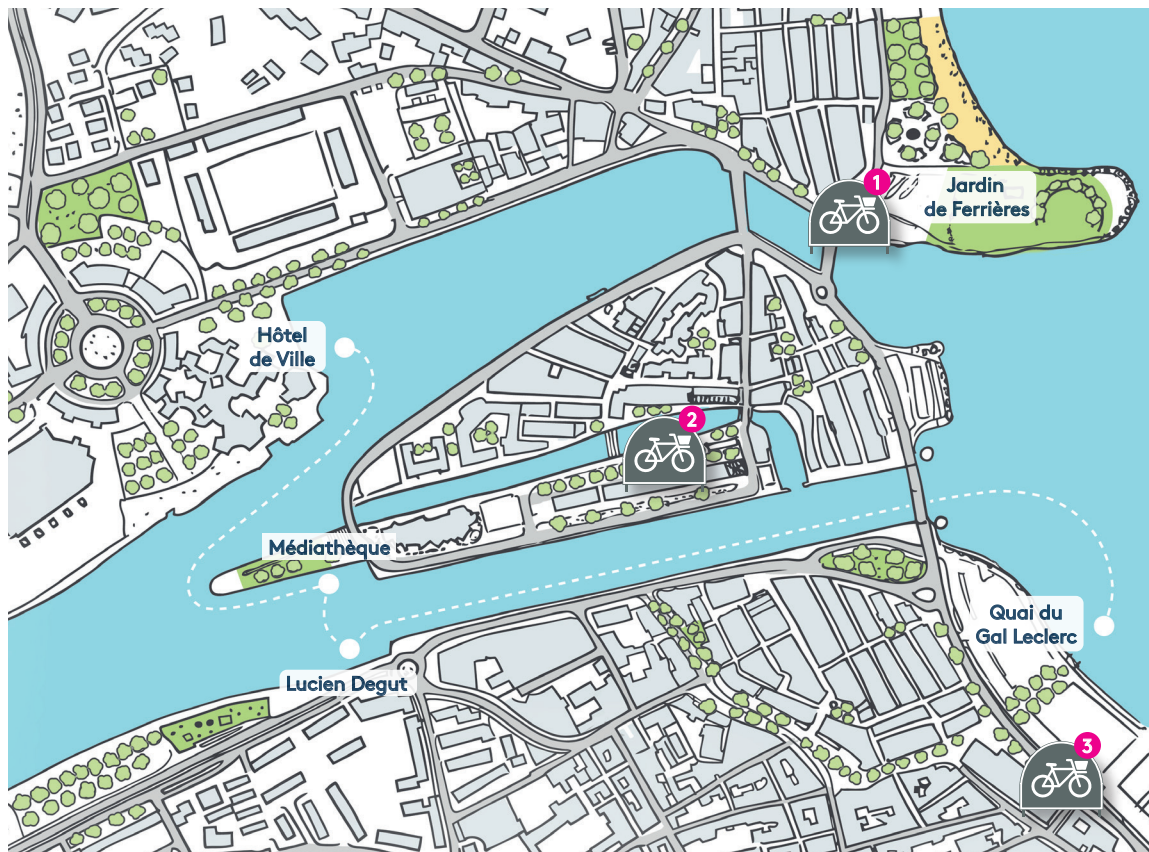 1
Jardin
de Ferrières
Hôtel
de Ville
2
Médiathèque
Quai du
Gal Leclerc
Lucien Degut
3